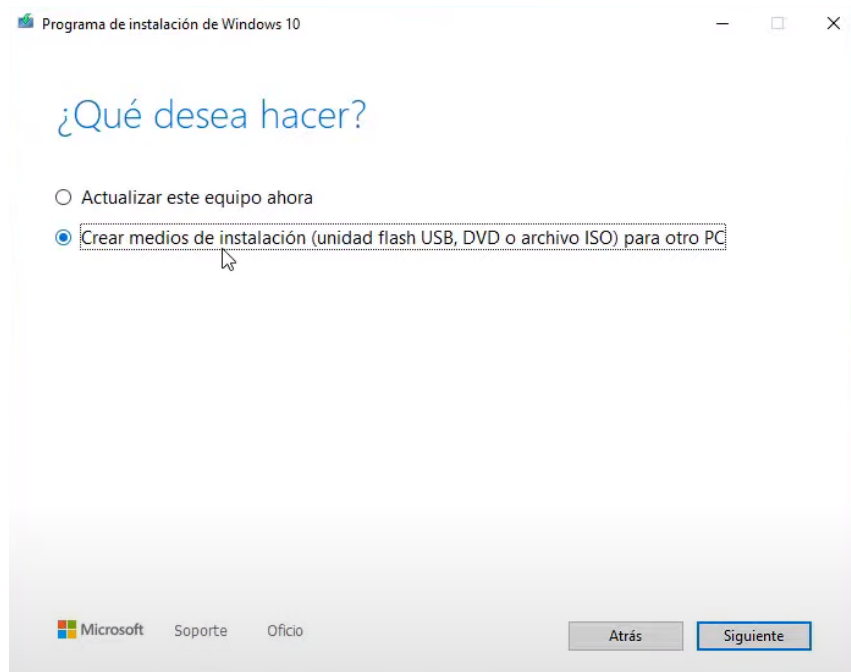 Programa de instalación de Windows 10
¿Qué desea hacer?
Actualizar este equipo ahora
Crear medios de instalación (unidad flash USB, DVD o archivo ISO) para otro PC
Microsoft Soporte Oficio Atrás Siguiente